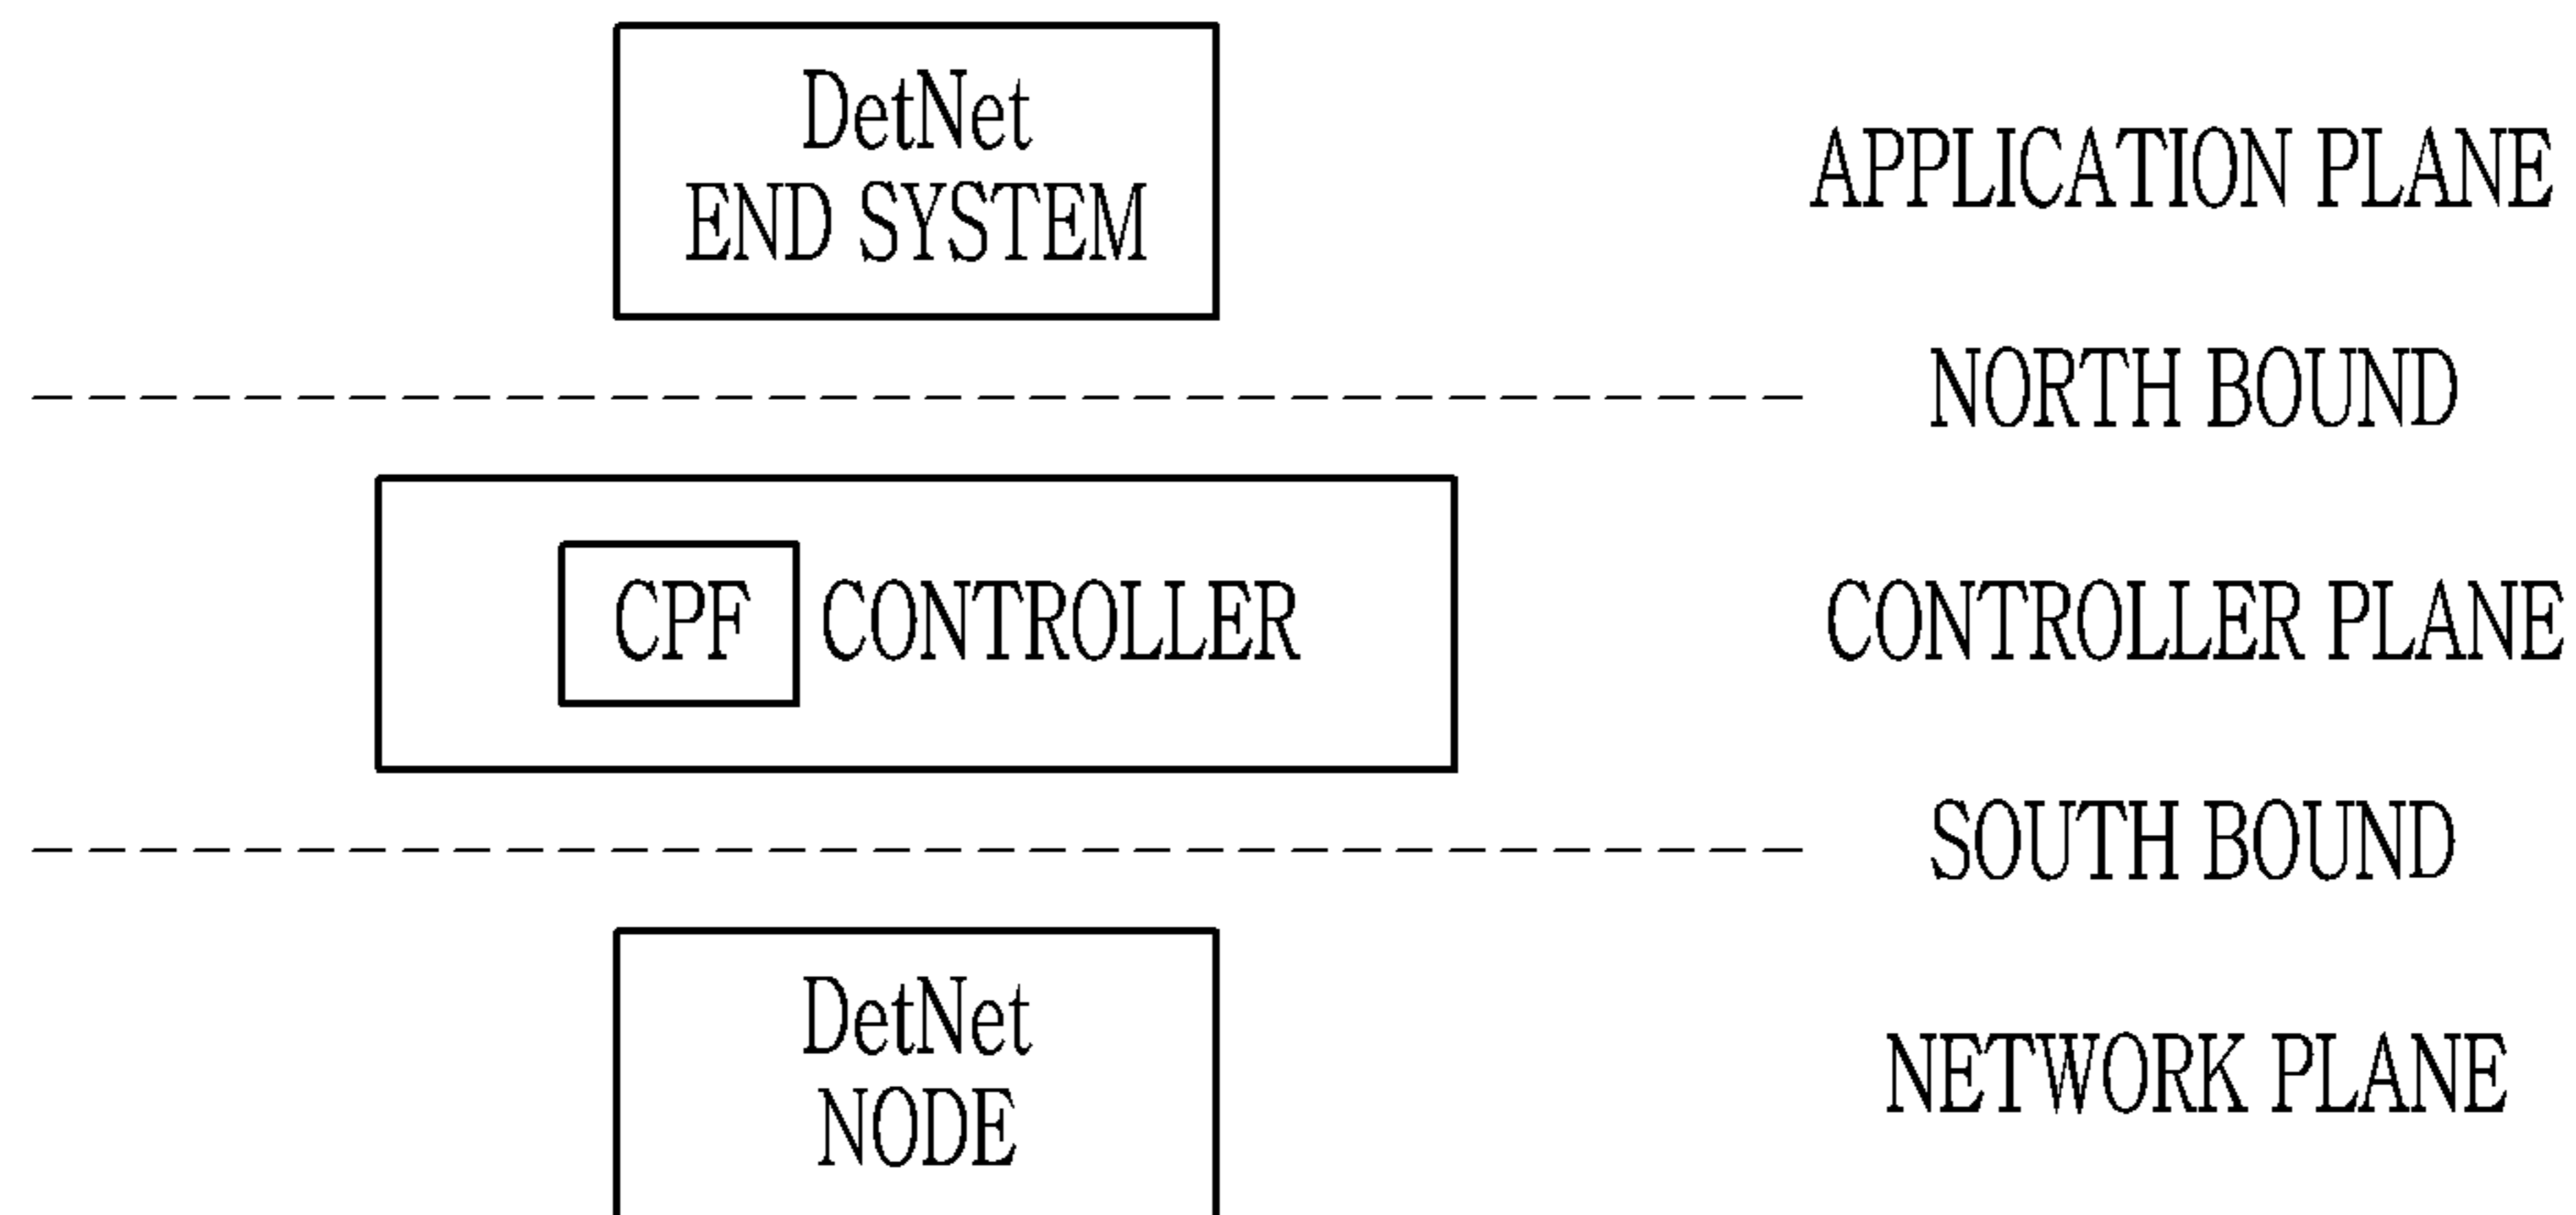 DetNet
END SYSTEM
APPLICATION PLANE
NORTH BOUND
CPF CONTROLLER
CONTROLLER PLANE
SOUTH BOUND
DetNet
NODE
NETWORK PLANE